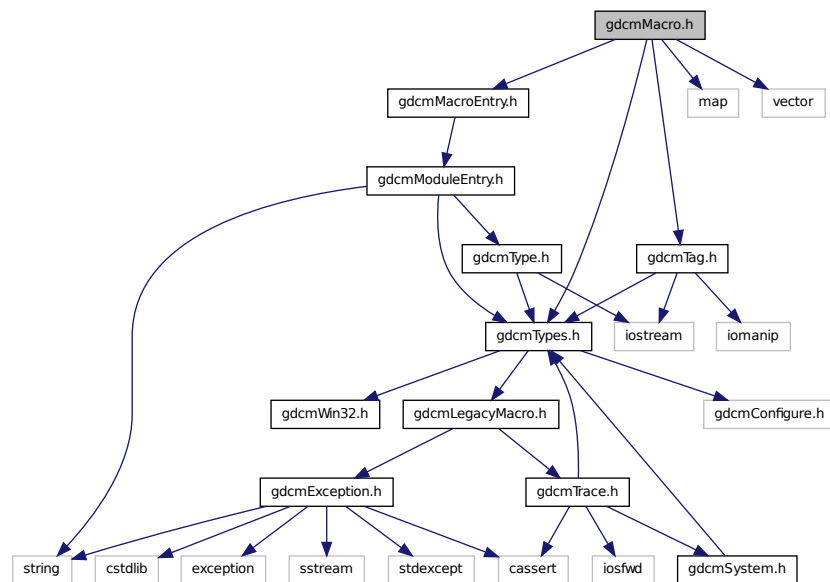 gdcmMacro.h
gdcmMacroEntry.h
map
vector
gdcmModuleEntry.h
gdcmType.h
gdcmTag.h
gdcmTypes.h
iostream
iomanip
gdcmWin32.h
gdcmLegacyMacro.h
gdcmConfigure.h
gdcmException.h
gdcmTrace.h
string
cstdlib
exception
sstream
stdexcept
cassert
iosfwd
gdcmSystem.h